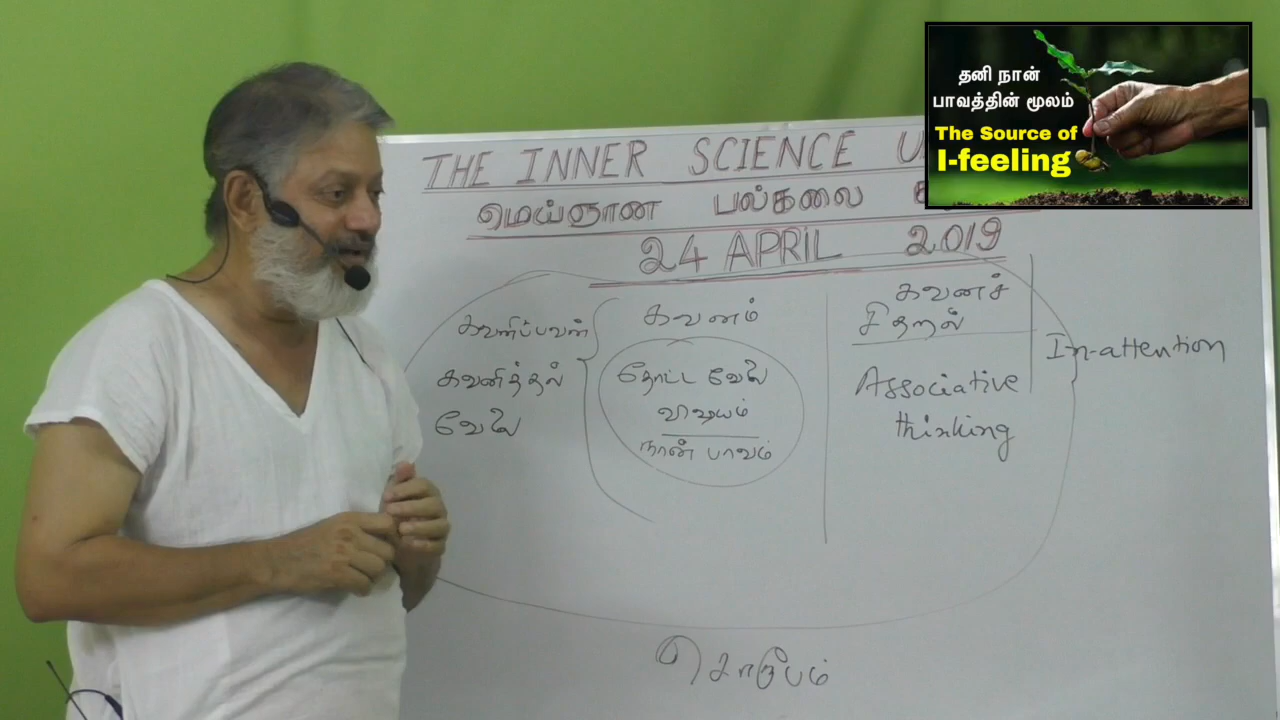 தனி நான்
பாவத்தின் மூலம்
The Source of
I-feeling
THE INNER SCIENCE U
மெய்ஞான பல்கலை
24 APRIL 2019
கவனிப்பவன்
கவனித்தல்
வேலை
கவனம்
தோட்ட வேலை
விஷயம்
நான் பாவம்
கவனச்
சிதறல்
Associative
thinking
In-attention
சொரூபம்